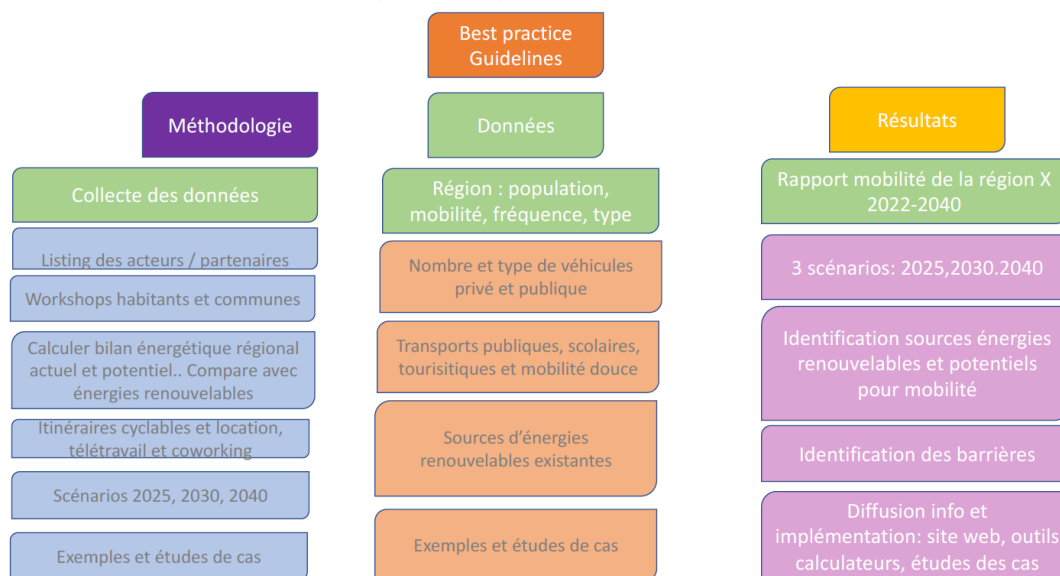 Best practice
Guidelines
Méthodologie
Collecte des données
Listing des acteurs / partenaires
Workshops habitants et communes
Calculer bilan énergétique régional
actuel et potentiel.. Compare avec
énergies renouvelables
Itinéraires cyclables et location,
télétravail et coworking
Scénarios 2025, 2030, 2040
Exemples et études de cas
Données
Région : population,
mobilité, fréquence, type
Nombre et type de véhicules
privé et publique
Transports publiques, scolaires,
tourisitiques et mobilité douce
Sources d’énergies
renouvelables existantes
Exemples et études de cas
Résultats
Rapport mobilité de la région X
2022-2040
3 scénarios: 2025,2030.2040
Identification sources énergies
renouvelables et potentiels
pour mobilité
Identification des barrières
Diffusion info et
implémentation: site web, outils
calculateurs, études des cas